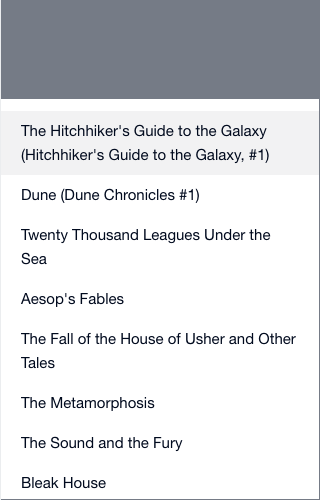 The Hitchhiker's Guide to the Galaxy
(Hitchhiker's Guide to the Galaxy, #1)
Dune (Dune Chronicles #1)
Twenty Thousand Leagues Under the
Sea
Aesop's Fables
The Fall of the House of Usher and Other
Tales
The Metamorphosis
The Sound and the Fury
Bleak House